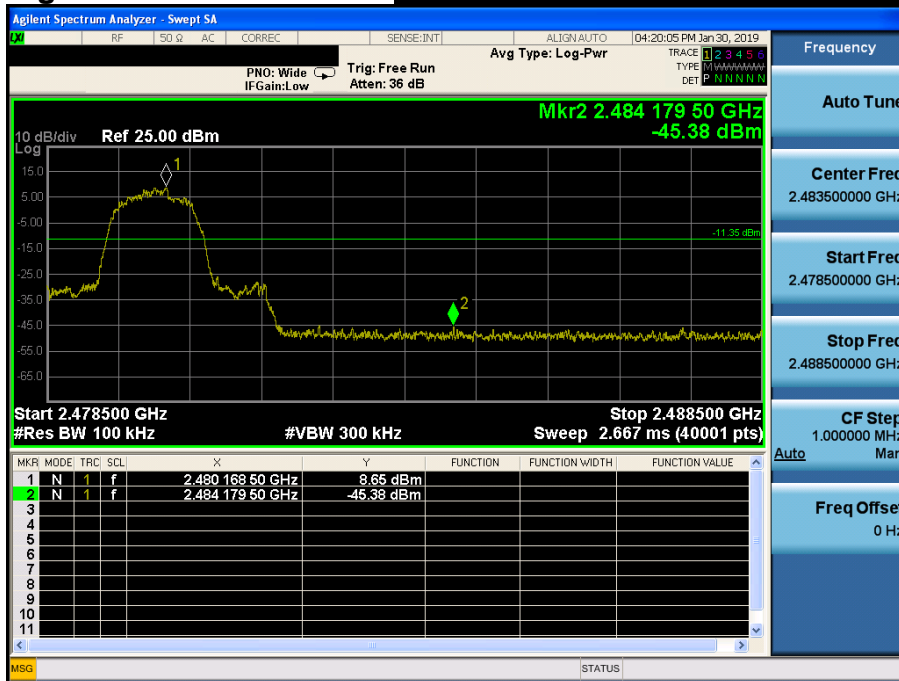 Agilent Spectrum Analyzer - Swept SA
LXI RF 50 Ω AC CORREC SENSE:INT ALIGN AUTO 04:20:05 PM Jan 30, 2019
Avg Type: Log-Pwr TRACE 1 2 3 4 5 6
PNO: Wide Trig: Free Run TYPE M WWWWW
IFGain:Low Atten: 36 dB DET P N N N N N
Mkr2 2.484 179 50 GHz
10 dB/div Ref 25.00 dBm -45.38 dBm
Log
15.0
5.00
-5.00
-15.0
-25.0
-35.0
-45.0
-55.0
-65.0
1
-11.35 dBm
2
Start 2.478500 GHz Stop 2.488500 GHz
#Res BW 100 kHz #VBW 300 kHz Sweep 2.667 ms (40001 pts)
MKR MODE TRC SCL X Y FUNCTION FUNCTION WIDTH FUNCTION VALUE
1 N 1 f 2.480 168 50 GHz 8.65 dBm
2 N 1 f 2.484 179 50 GHz -45.38 dBm
3
4
5
6
7
8
9
10
11
MSG STATUS
Frequency
Auto Tune
Center Freq
2.483500000 GHz
Start Freq
2.478500000 GHz
Stop Freq
2.488500000 GHz
CF Step
1.000000 MHz
Auto Man
Freq Offset
0 Hz